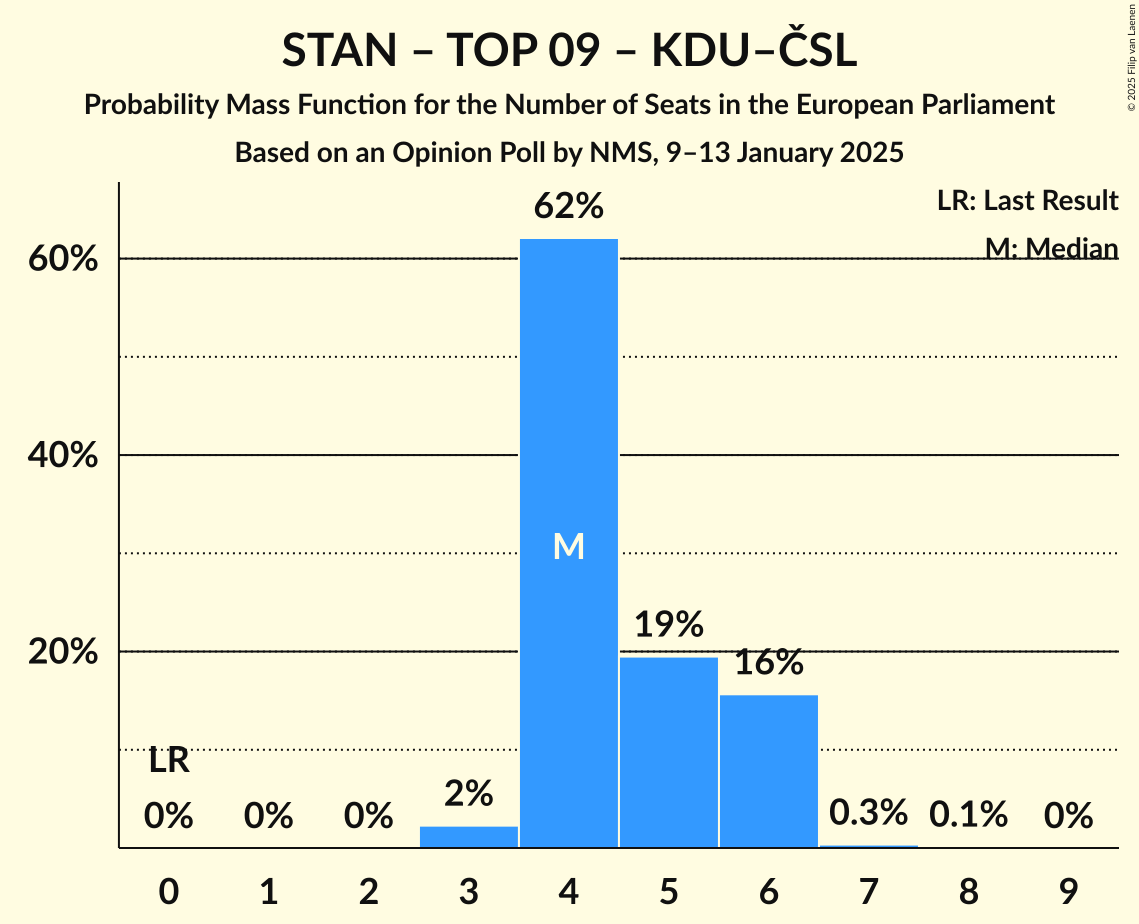 STAN – TOP 09 – KDU–ČSL
Probability Mass Function for the Number of Seats in the European Parliament
Based on an Opinion Poll by NMS, 9–13 January 2025
© 2025 Filip van Laenen
LR: Last Result
M: Median
62%
60%
40%
M
19%
20%
16%
LR
0% 0% 0% 2% 0.3% 0.1% 0%
0 1 2 3 4 5 6 7 8 9